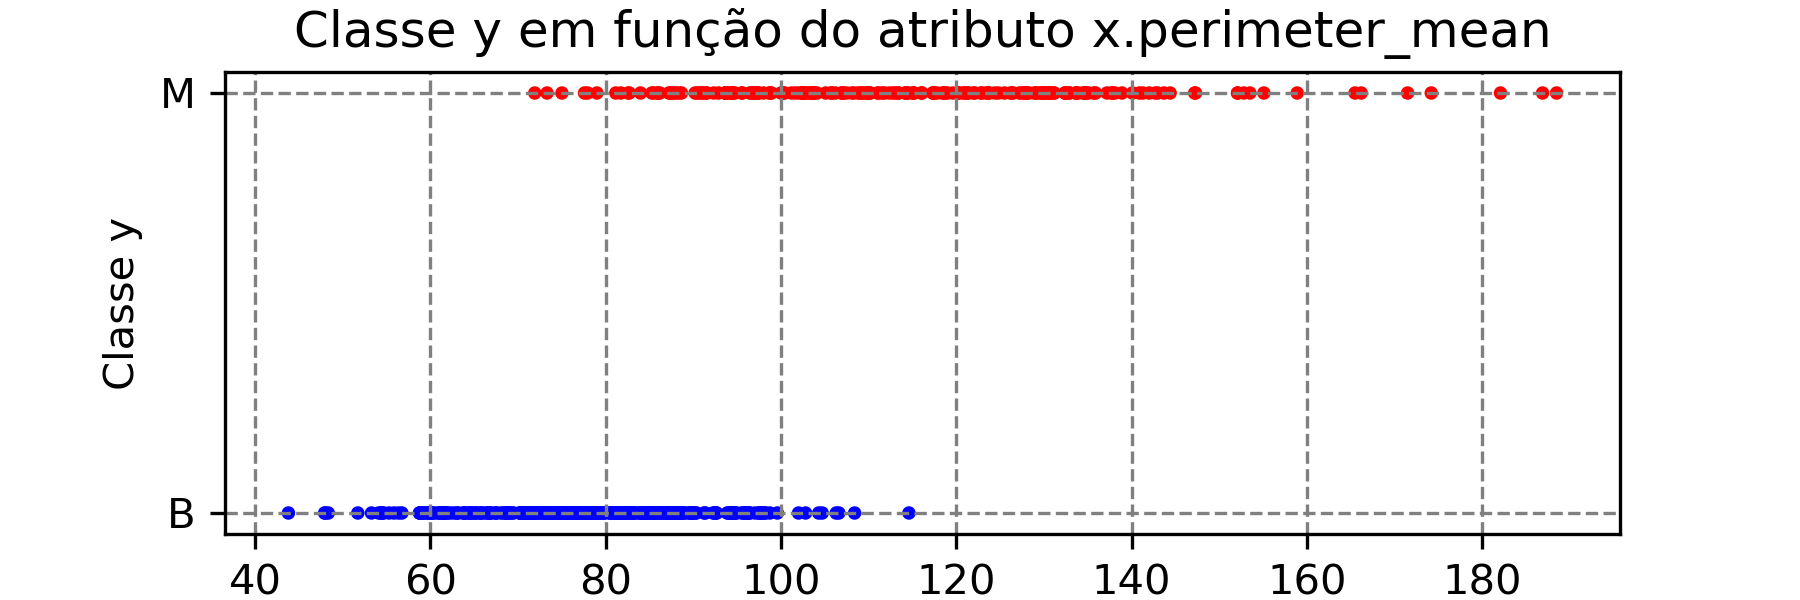 Classe y em função do atributo x.perimeter_mean
M
Classe y
B
40 60 80 100 120 140 160 180